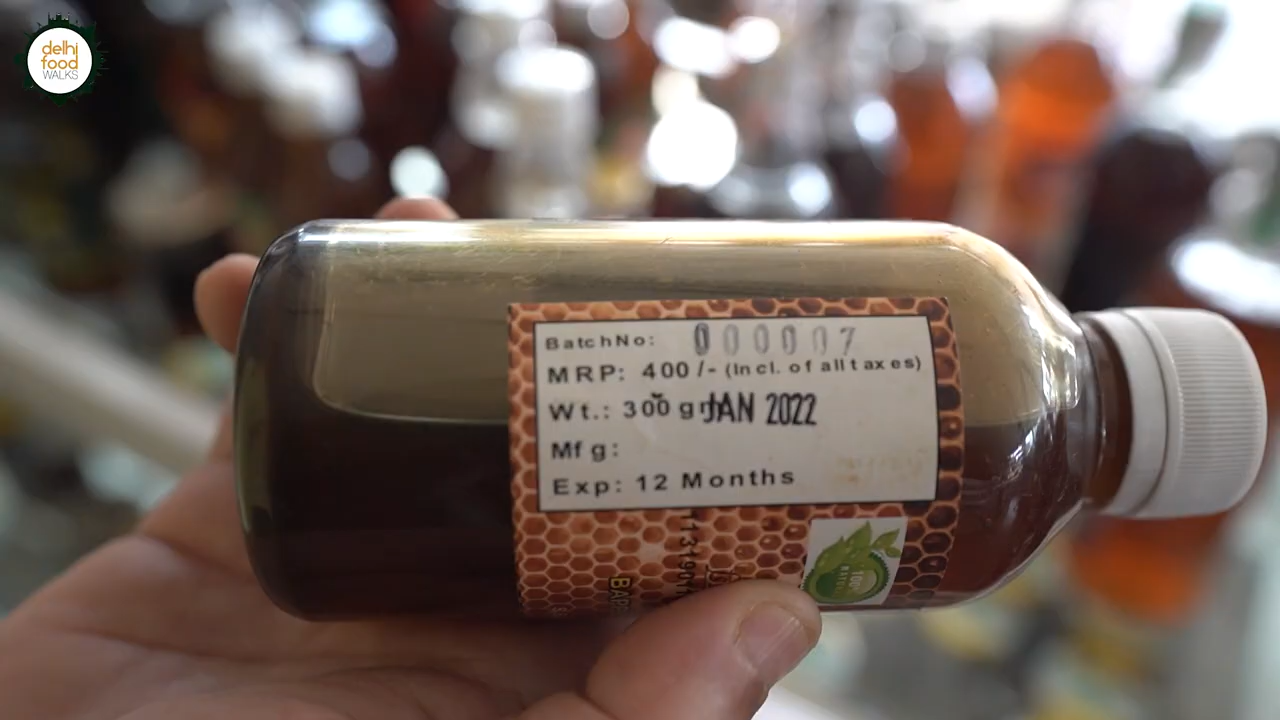 delhi
food
WALKS
BatchNo: 000007
MRP: 400/- (Incl. of all taxes)
Wt.: 300 gm JAN 2022
Mfg:
Exp: 12 Months
100%